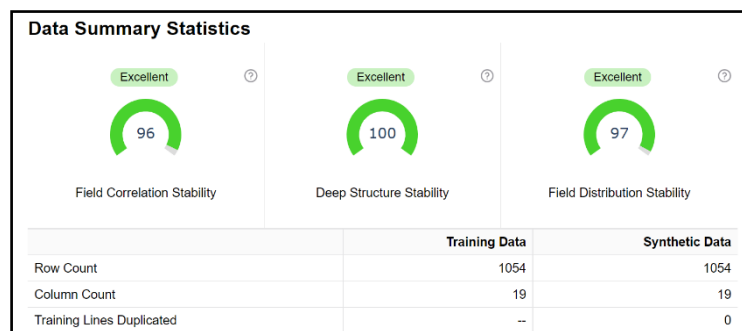 Data Summary Statistics
Excellent Excellent Excellent
96 100 97
Field Correlation Stability Deep Structure Stability Field Distribution Stability
Training Data Synthetic Data
Row Count 1054 1054
Column Count 19 19
Training Lines Duplicated -- 0